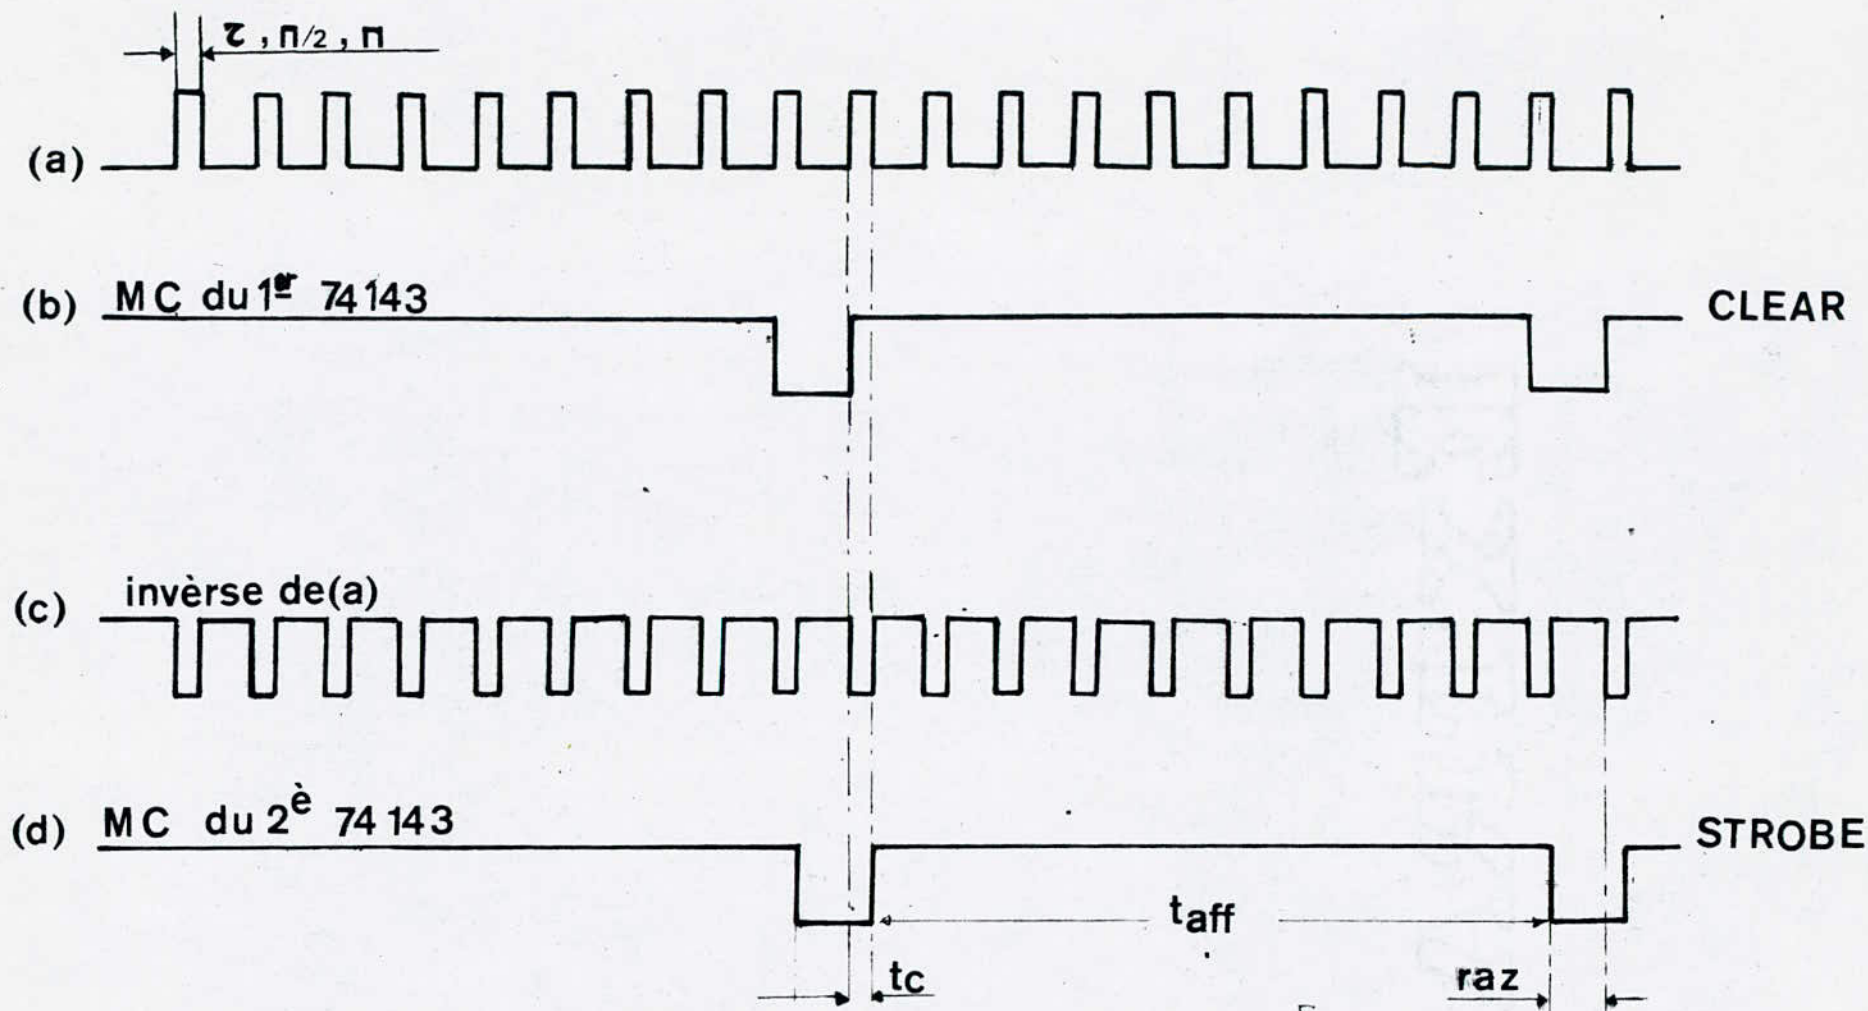 τ , π/2 , π
(a)
(b) MC du 1er 74143 CLEAR
(c) invèrse de(a)
(d) MC du 2è 74143 STROBE
taff
tc
raz